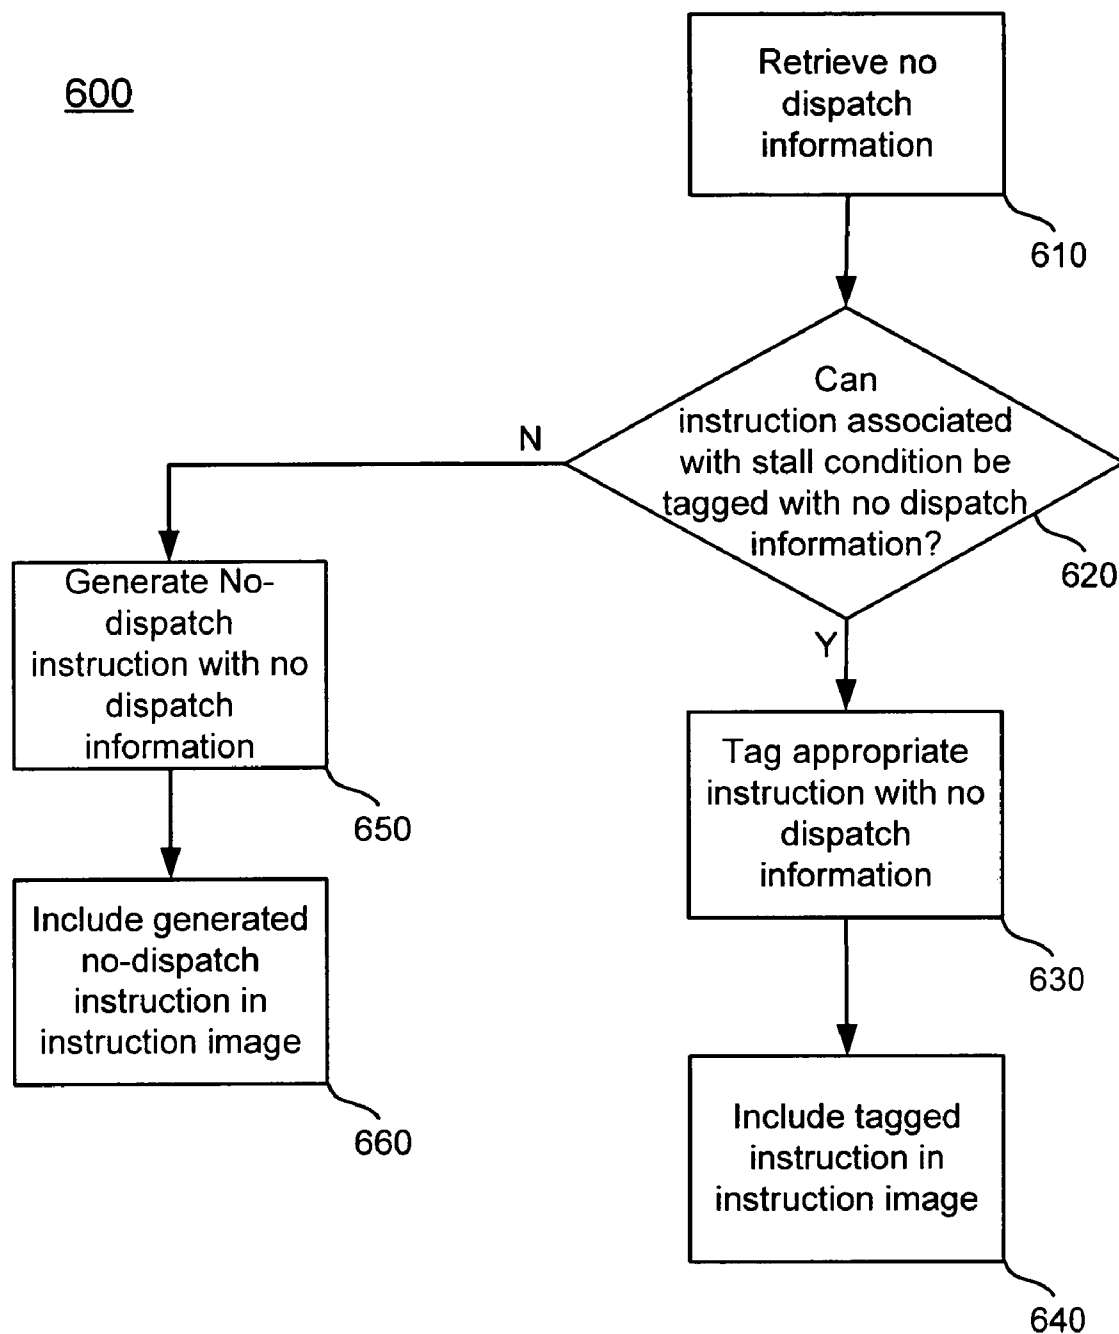 600
Retrieve no
dispatch
information
610
Can
instruction associated
with stall condition be
tagged with no dispatch
information?
620
N
Y
Generate No-
dispatch
instruction with no
dispatch
information
650
Tag appropriate
instruction with no
dispatch
information
630
Include generated
no-dispatch
instruction in
instruction image
660
Include tagged
instruction in
instruction image
640